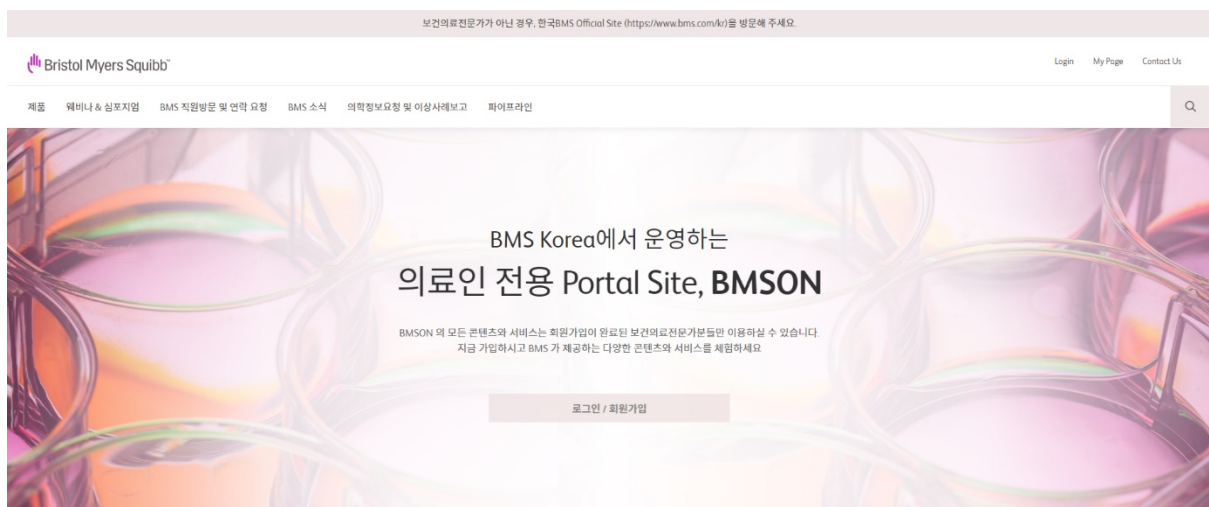 보건의료전문가가 아닌 경우, 한국BMS Official Site (https://www.bms.com/kr)을 방문해 주세요.
Bristol Myers Squibb™
Login My Page Contact Us
제품 웨비나 & 심포지엄 BMS 직원방문 및 연락 요청 BMS 소식 의학정보요청 및 이상사례보고 파이프라인
BMS Korea에서 운영하는
의료인 전용 Portal Site, BMSON
BMSON 의 모든 콘텐츠와 서비스는 회원가입이 완료된 보건의료전문가분들만 이용하실 수 있습니다.
지금 가입하시고 BMS 가 제공하는 다양한 콘텐츠와 서비스를 체험하세요
로그인 / 회원가입